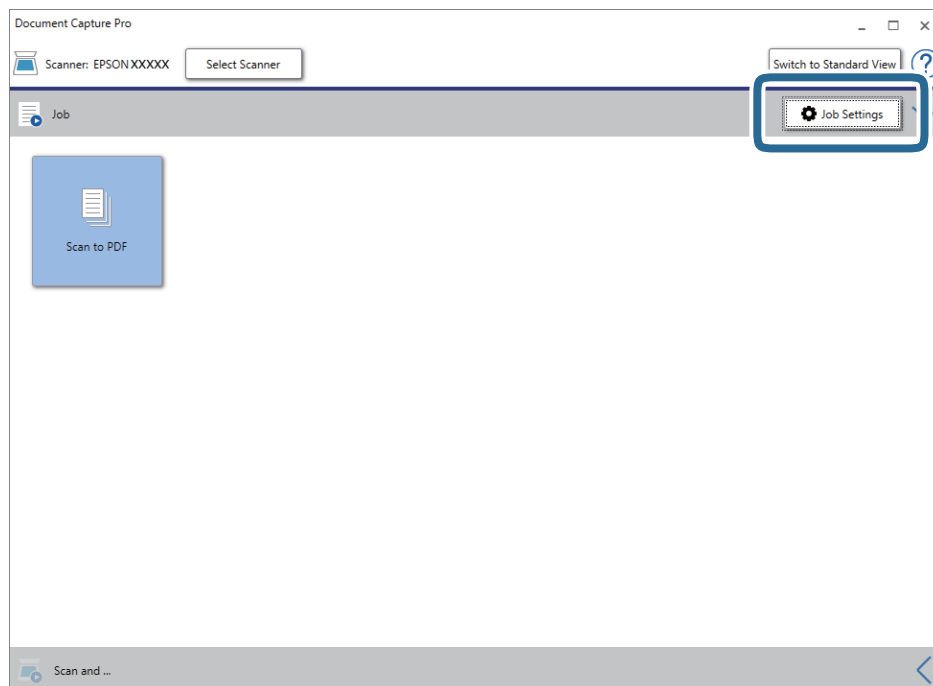 Document Capture Pro
Scanner: EPSON XXXXX Select Scanner Switch to Standard View ?
Job Job Settings
Scan to PDF
Scan and ...